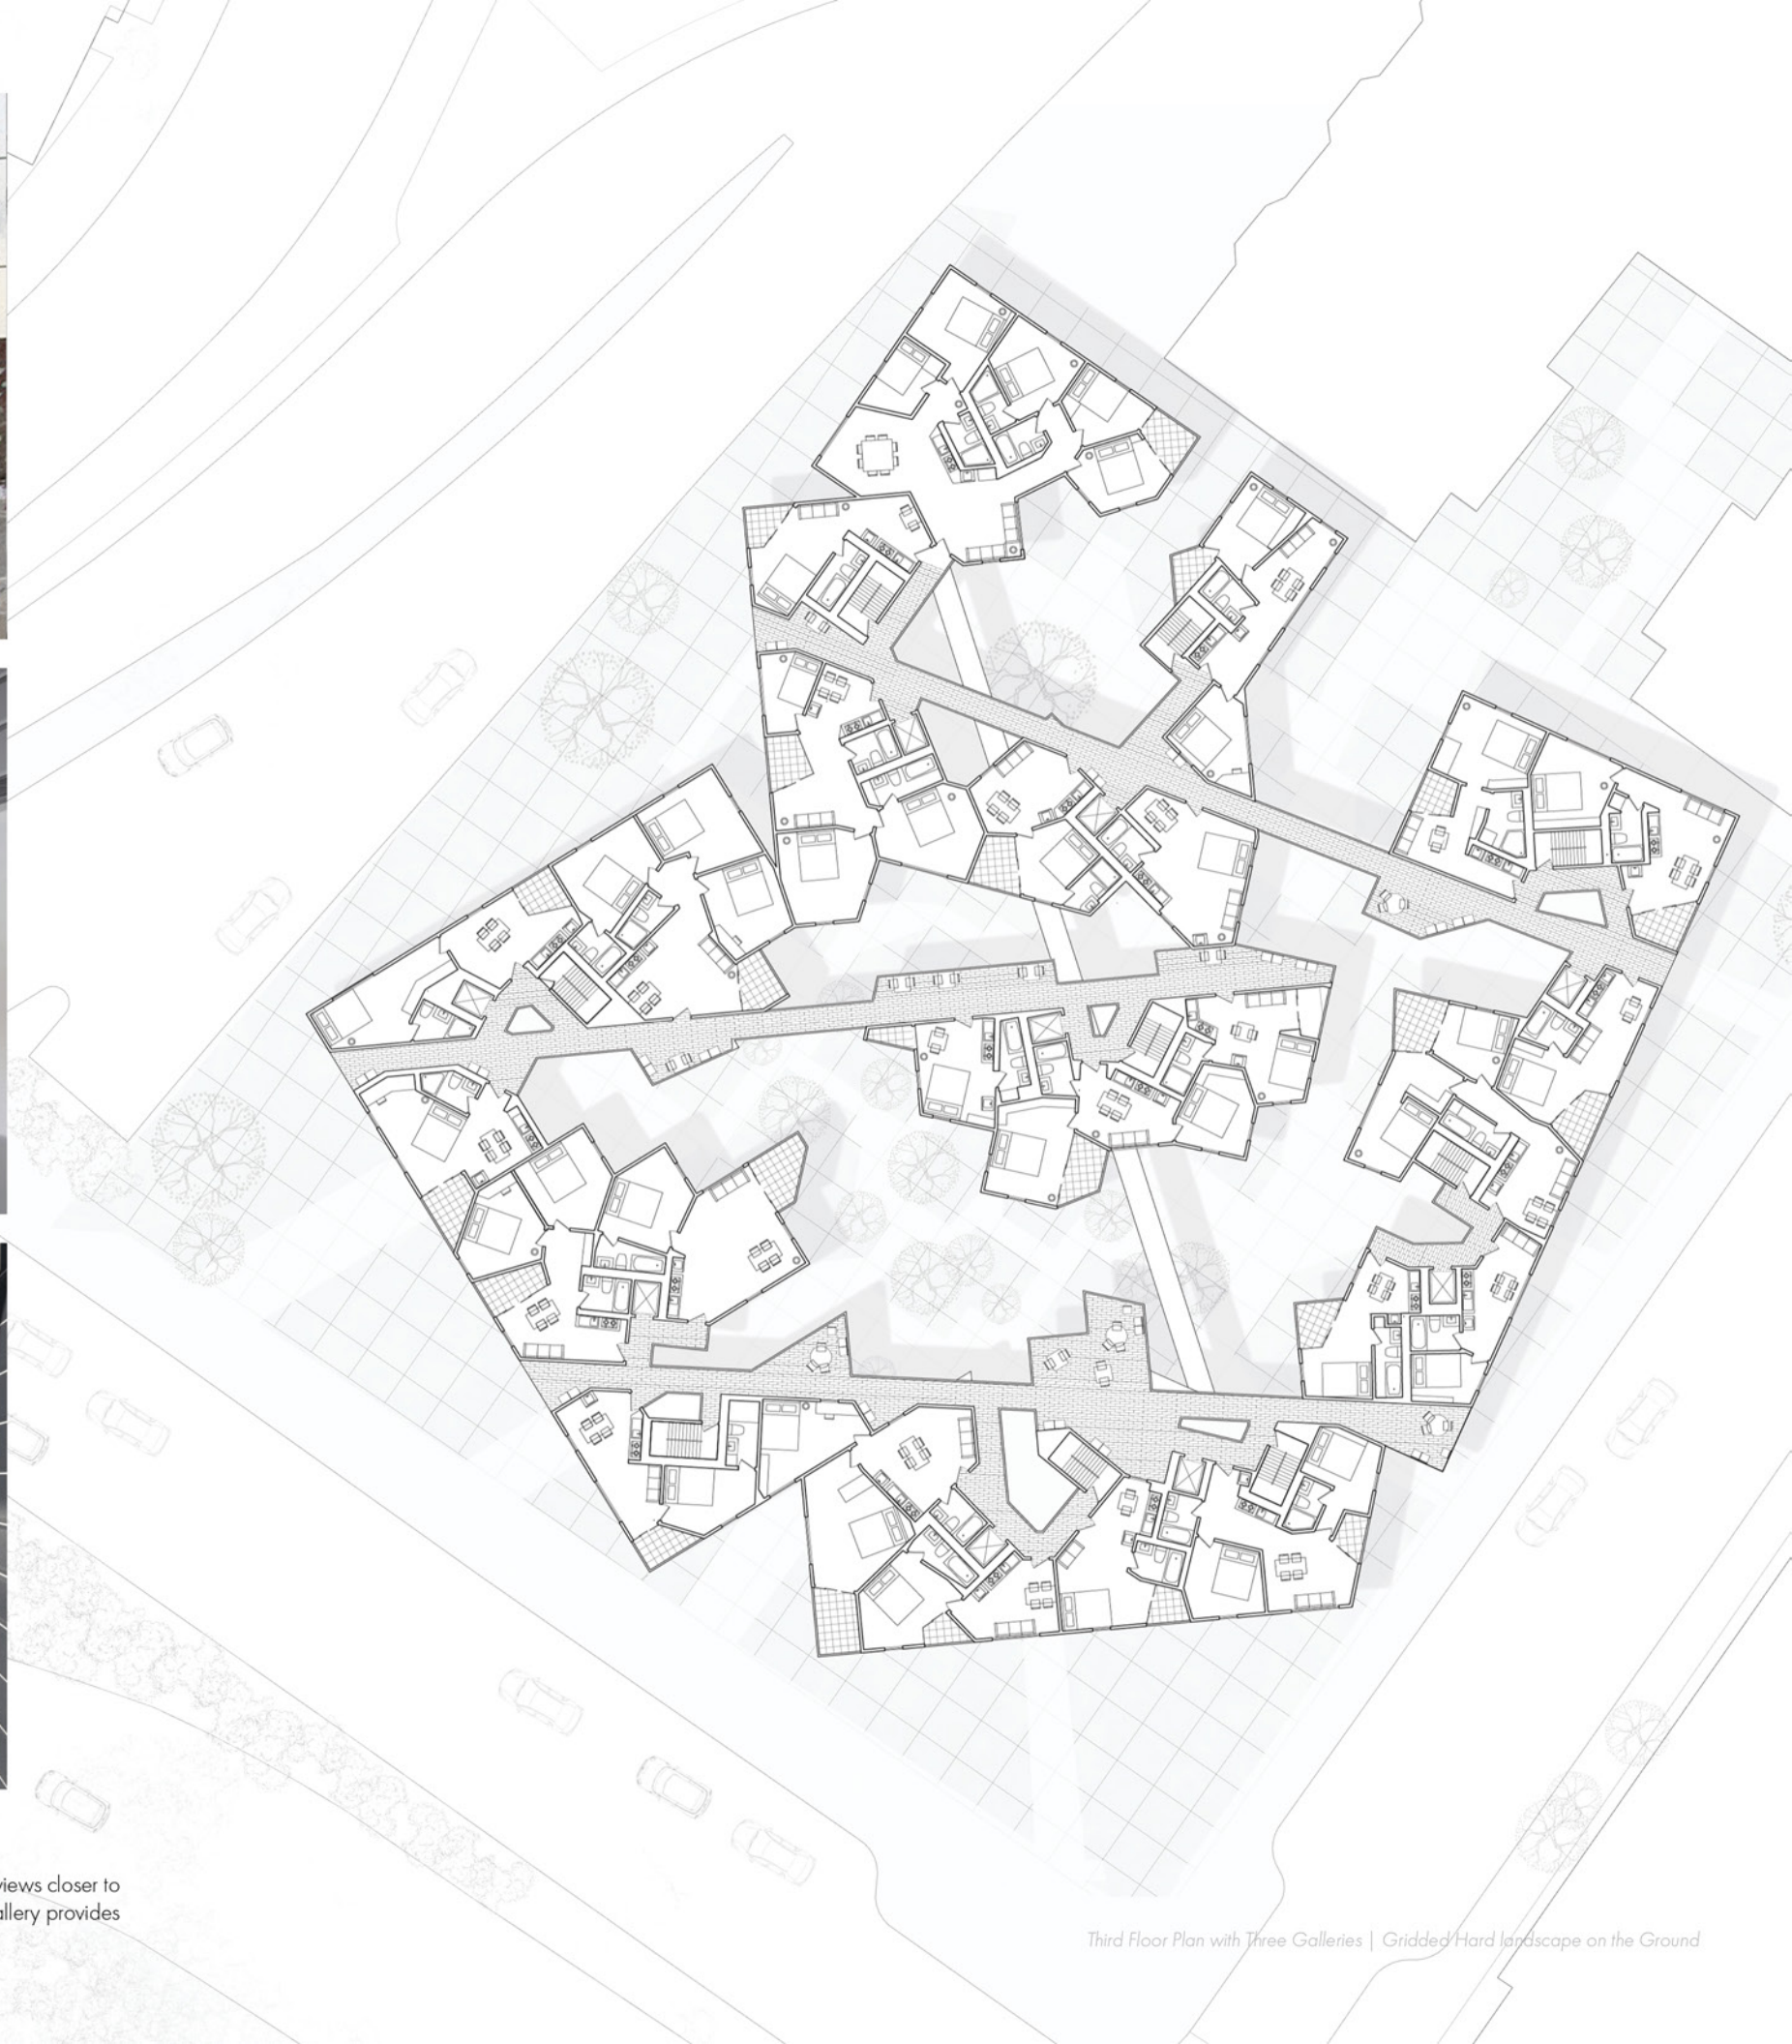 views closer to
allery provides
Third Floor Plan with Three Galleries | Gridded Hard landscape on the Ground